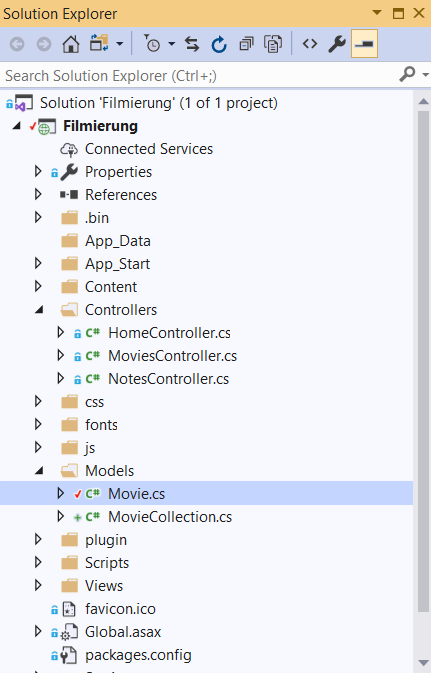 Solution Explorer
Search Solution Explorer (Ctrl+;)
Solution 'Filmierung' (1 of 1 project)
Filmierung
Connected Services
Properties
References
.bin
App_Data
App_Start
Content
Controllers
C# HomeController.cs
C# MoviesController.cs
C# NotesController.cs
css
fonts
js
Models
C# Movie.cs
C# MovieCollection.cs
plugin
Scripts
Views
favicon.ico
Global.asax
packages.config